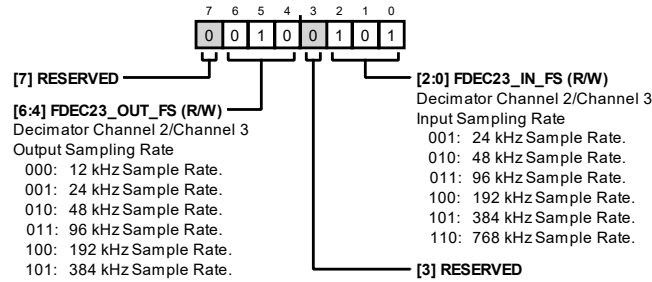 7 6 5 4 3 2 1 0
0 0 1 0 0 1 0 1
[7] RESERVED
[6:4] FDEC23_OUT_FS (R/W)
Decimator Channel 2/Channel 3
Output Sampling Rate
000: 12 kHz Sample Rate.
001: 24 kHz Sample Rate.
010: 48 kHz Sample Rate.
011: 96 kHz Sample Rate.
100: 192 kHz Sample Rate.
101: 384 kHz Sample Rate.
[2:0] FDEC23_IN_FS (R/W)
Decimator Channel 2/Channel 3
Input Sampling Rate
001: 24 kHz Sample Rate.
010: 48 kHz Sample Rate.
011: 96 kHz Sample Rate.
100: 192 kHz Sample Rate.
101: 384 kHz Sample Rate.
110: 768 kHz Sample Rate.
[3] RESERVED